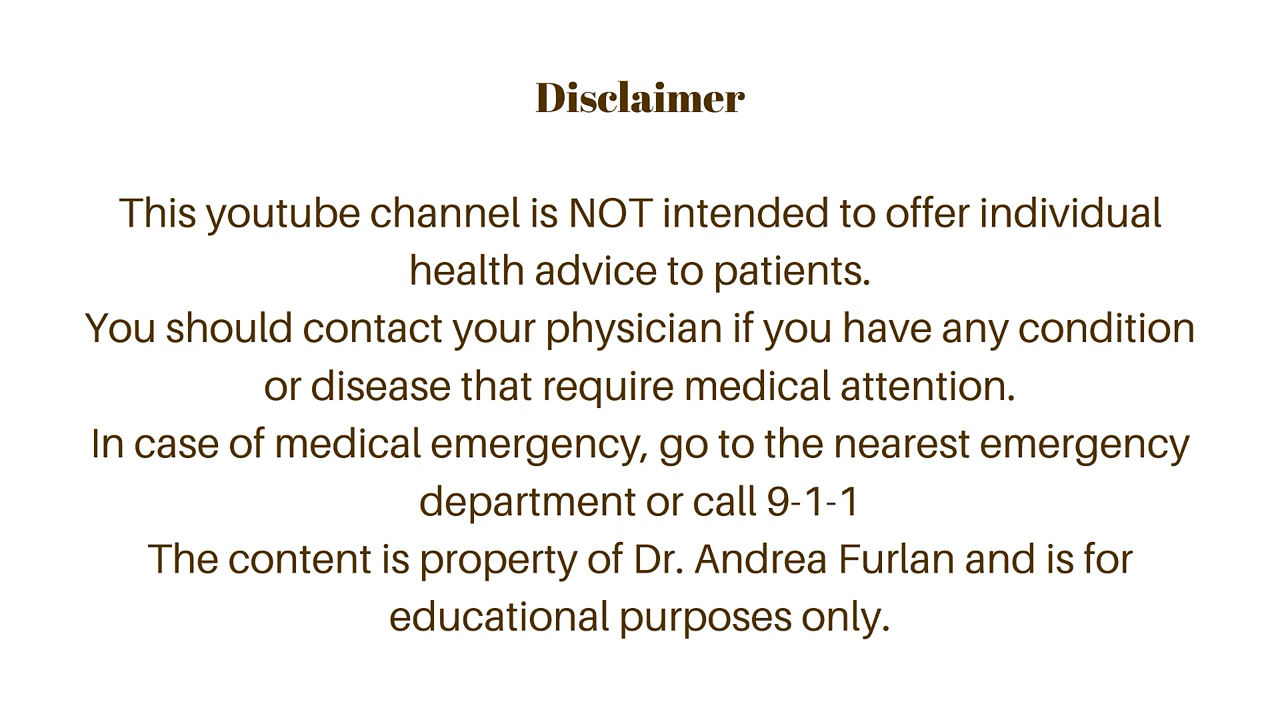 Disclaimer
This youtube channel is NOT intended to offer individual
health advice to patients.
You should contact your physician if you have any condition
or disease that require medical attention.
In case of medical emergency, go to the nearest emergency
department or call 9-1-1
The content is property of Dr. Andrea Furlan and is for
educational purposes only.